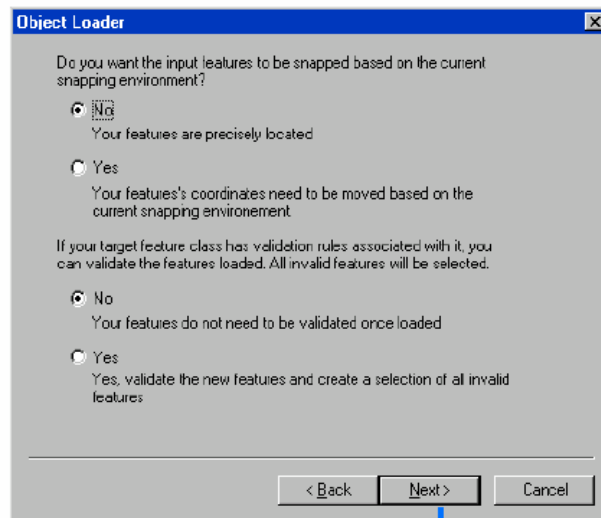 Object Loader
Do you want the input features to be snapped based on the current
snapping environment?
No
Your features are precisely located
Yes
Your features's coordinates need to be moved based on the
current snapping environement
If your target feature class has validation rules associated with it, you
can validate the features loaded. All invalid features will be selected.
No
Your features do not need to be validated once loaded
Yes
Yes, validate the new features and create a selection of all invalid
features
< Back Next > Cancel